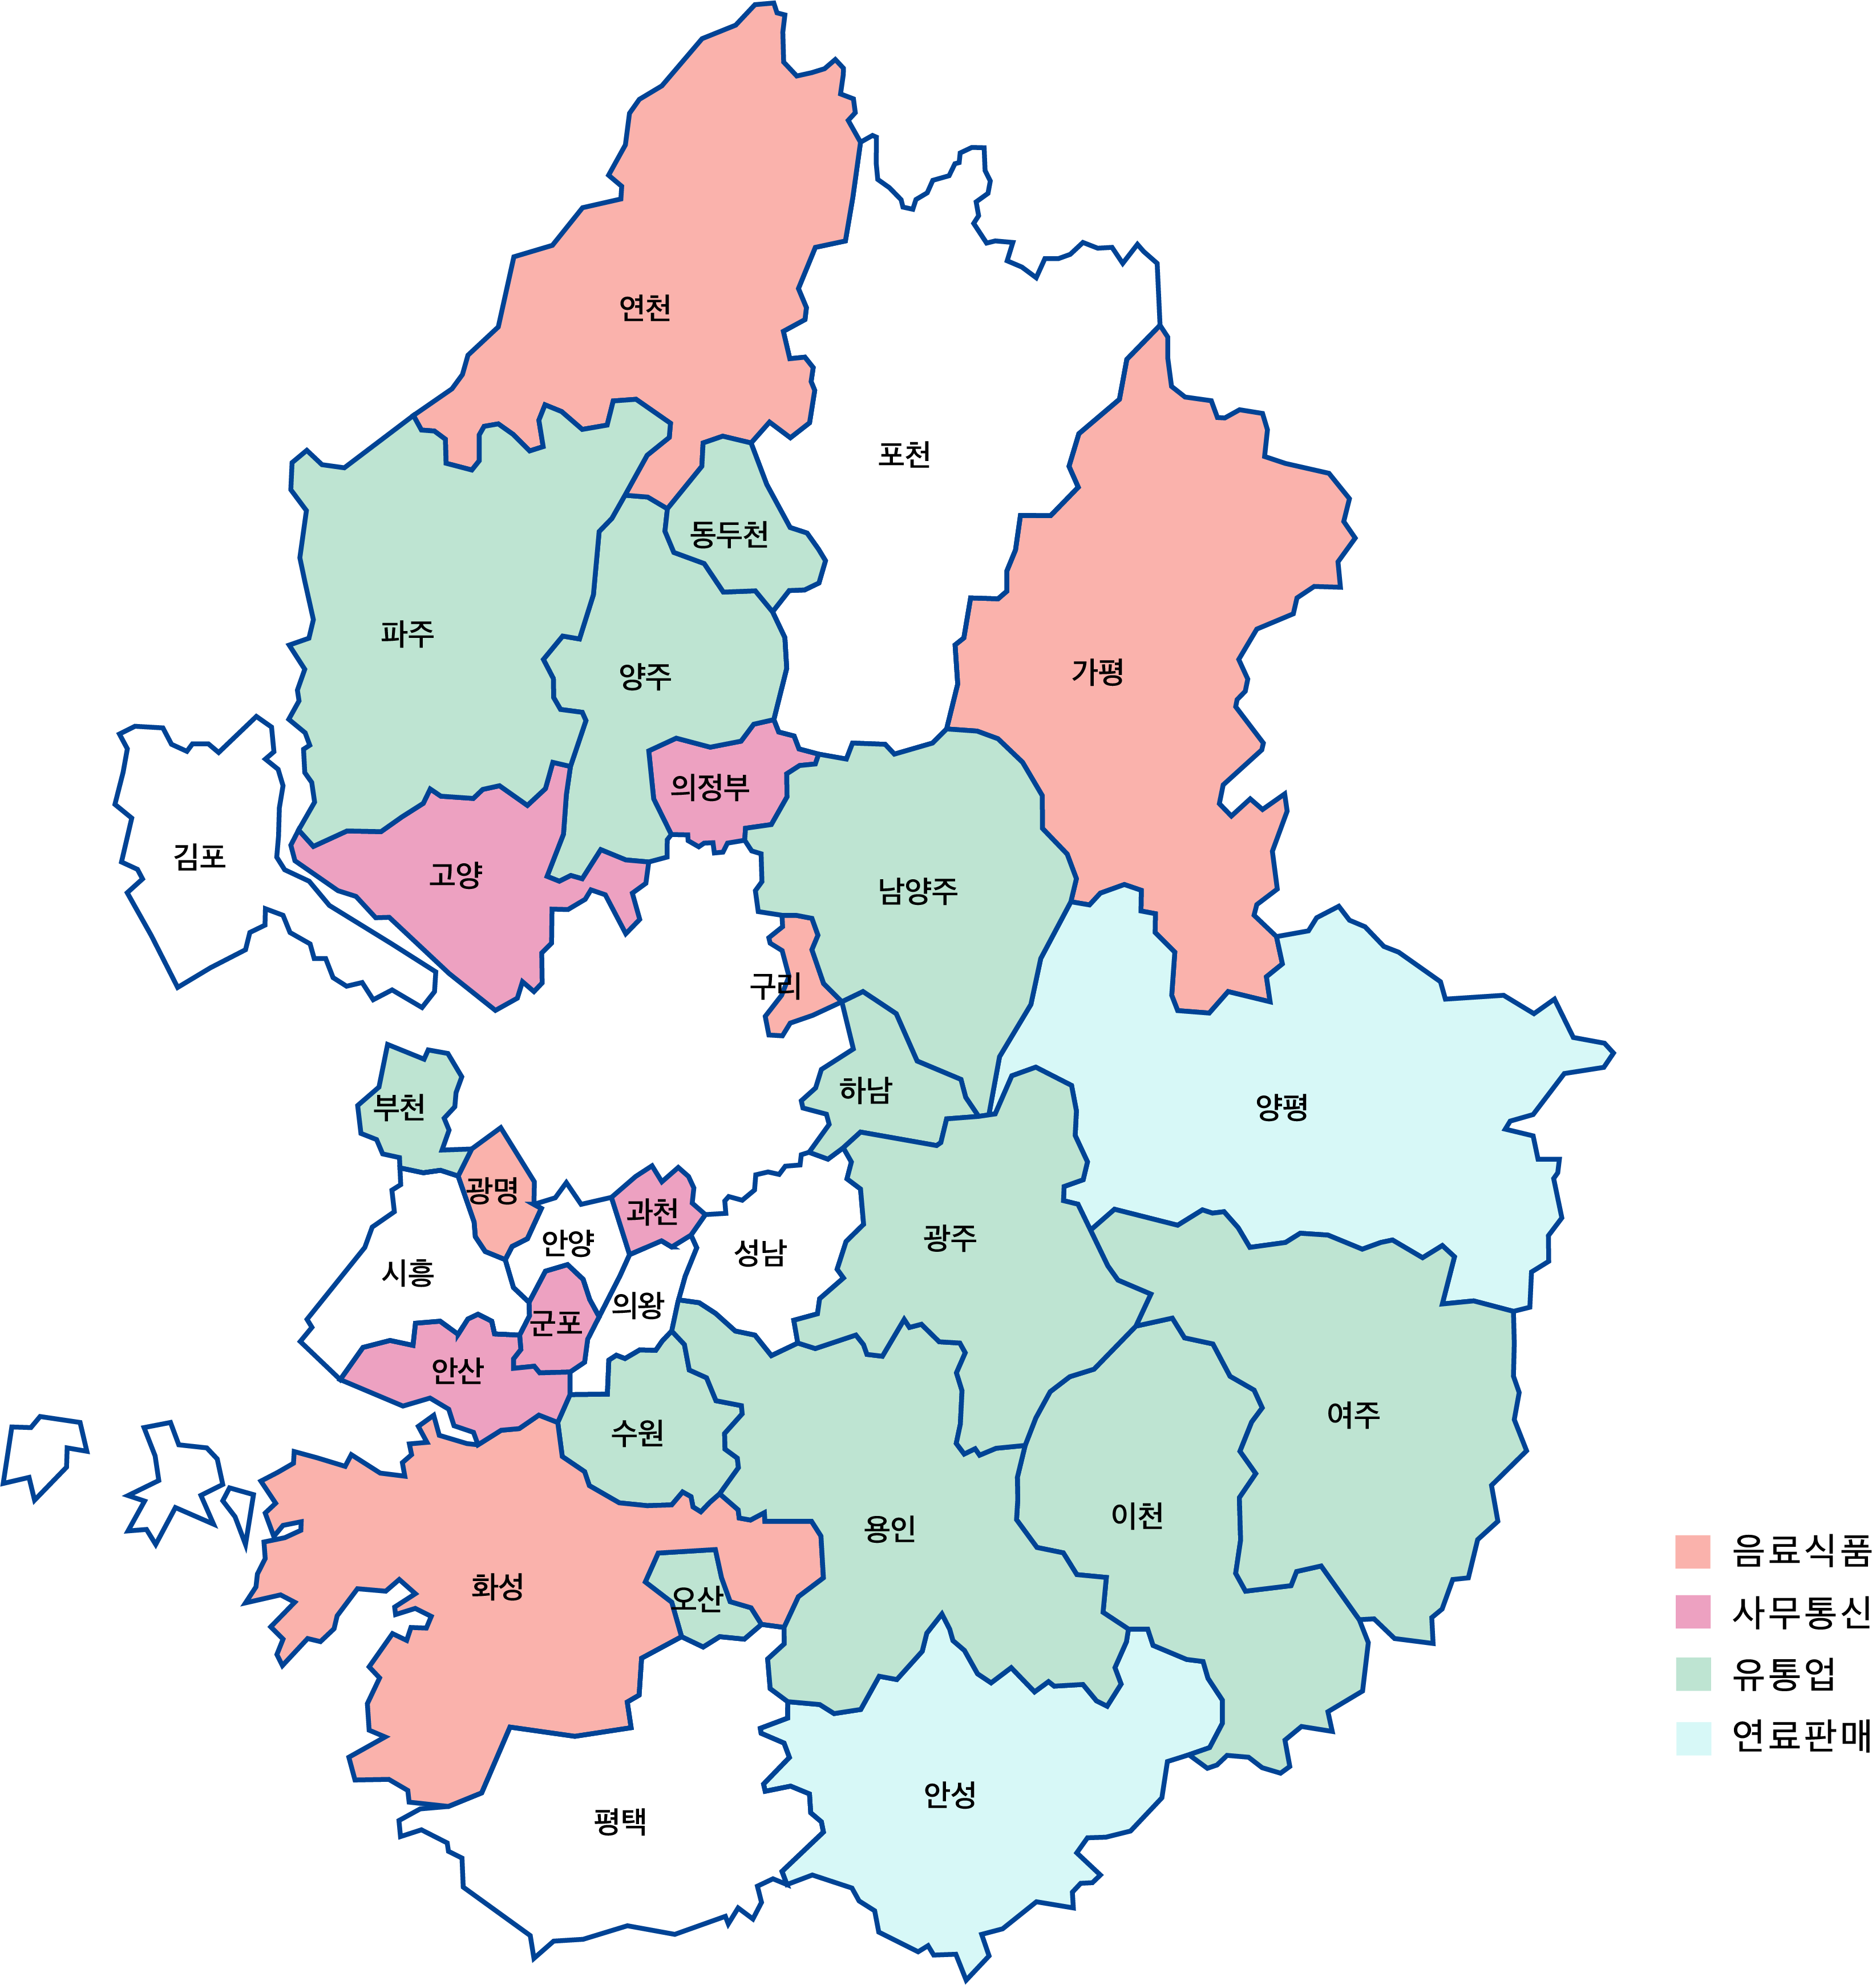 연천
포천
동두천
파주
양주
가평
의정부
김포
고양
남양주
구리
하남
부천
양평
광명
과천
안양
성남
광주
시흥
의왕
군포
안산
여주
수원
이천
용인
화성
오산
안성
평택
음료식품
사무통신
유통업
연료판매